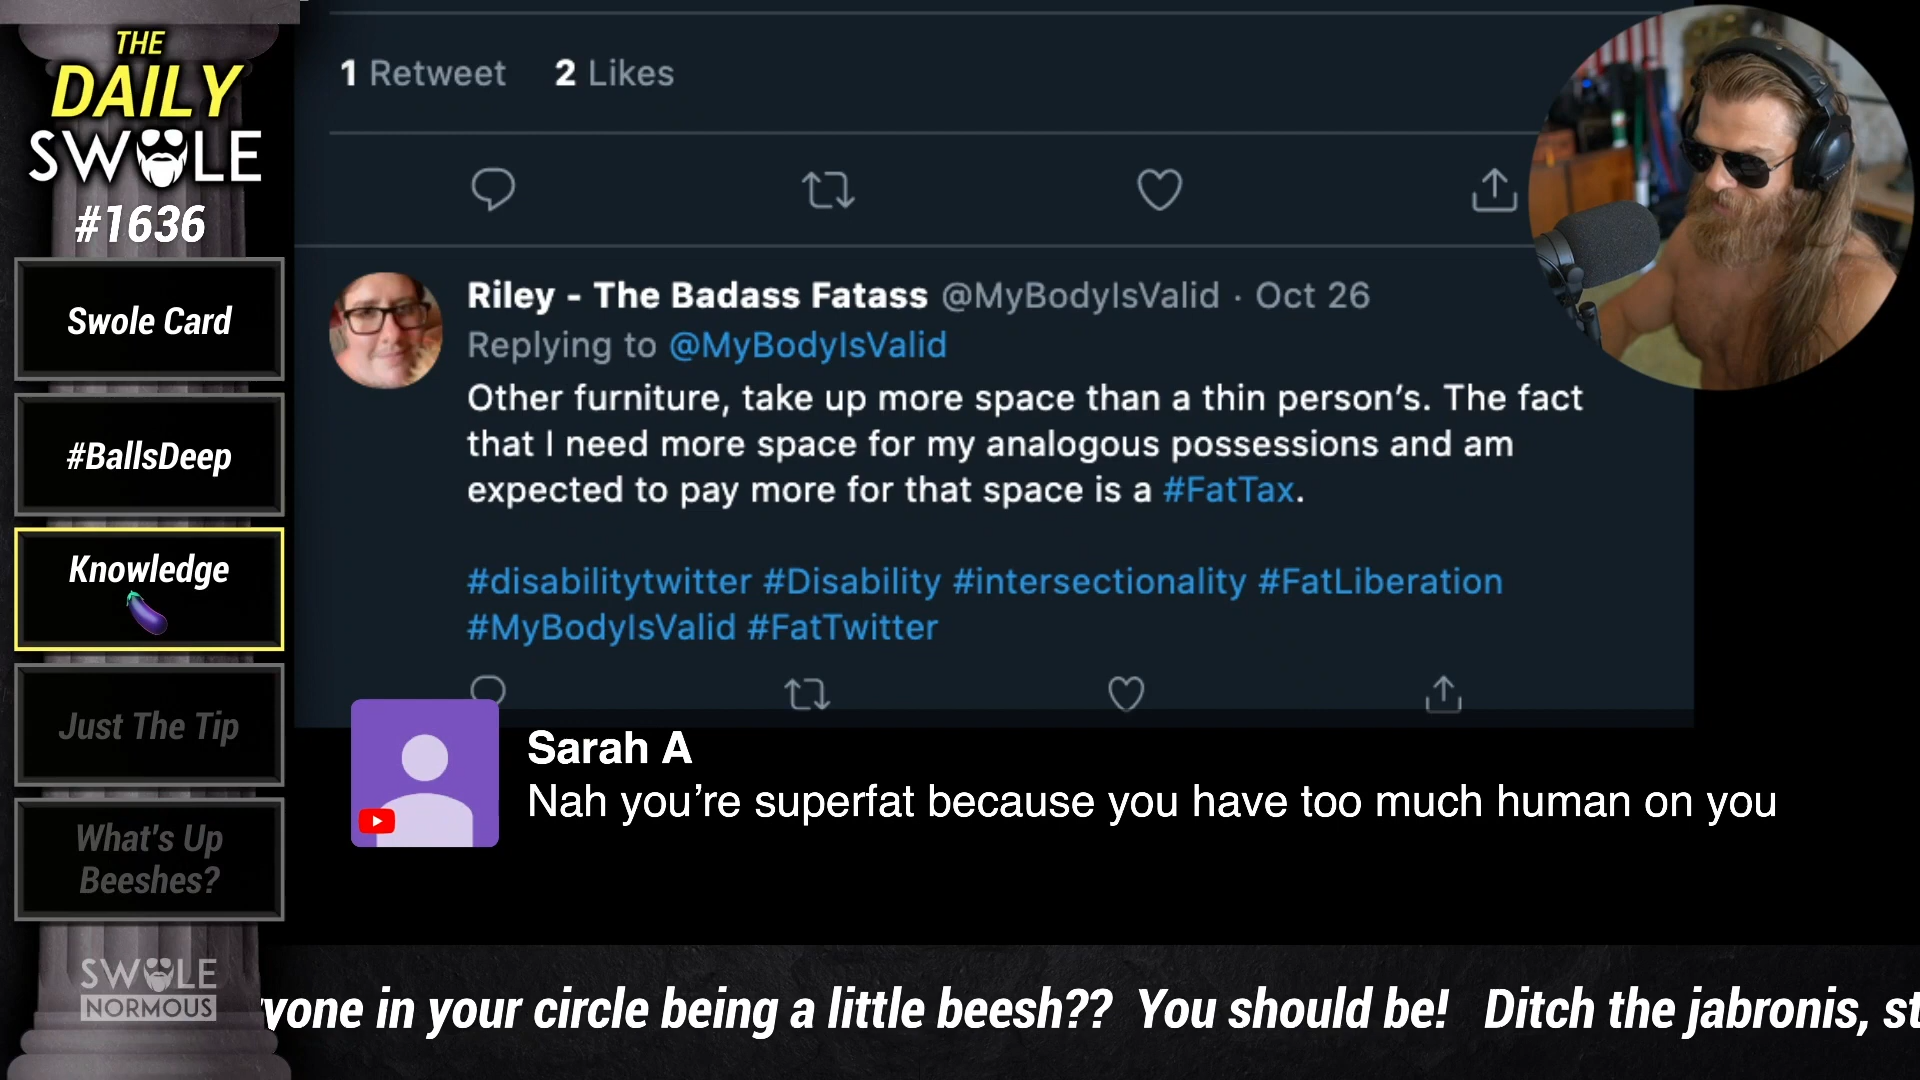 THE
DAILY
SWOLE
#1636
Swole Card
#BallsDeep
Knowledge
Just The Tip
What's Up
Beeshes?
SWOLE
NORMOUS
1 Retweet 2 Likes
Riley - The Badass Fatass @MyBodyIsValid · Oct 26
Replying to @MyBodyIsValid
Other furniture, take up more space than a thin person's. The fact
that I need more space for my analogous possessions and am
expected to pay more for that space is a #FatTax.
#disabilitytwitter #Disability #intersectionality #FatLiberation
#MyBodyIsValid #FatTwitter
Sarah A
Nah you're superfat because you have too much human on you
yone in your circle being a little beesh?? You should be! Ditch the jabronis, st